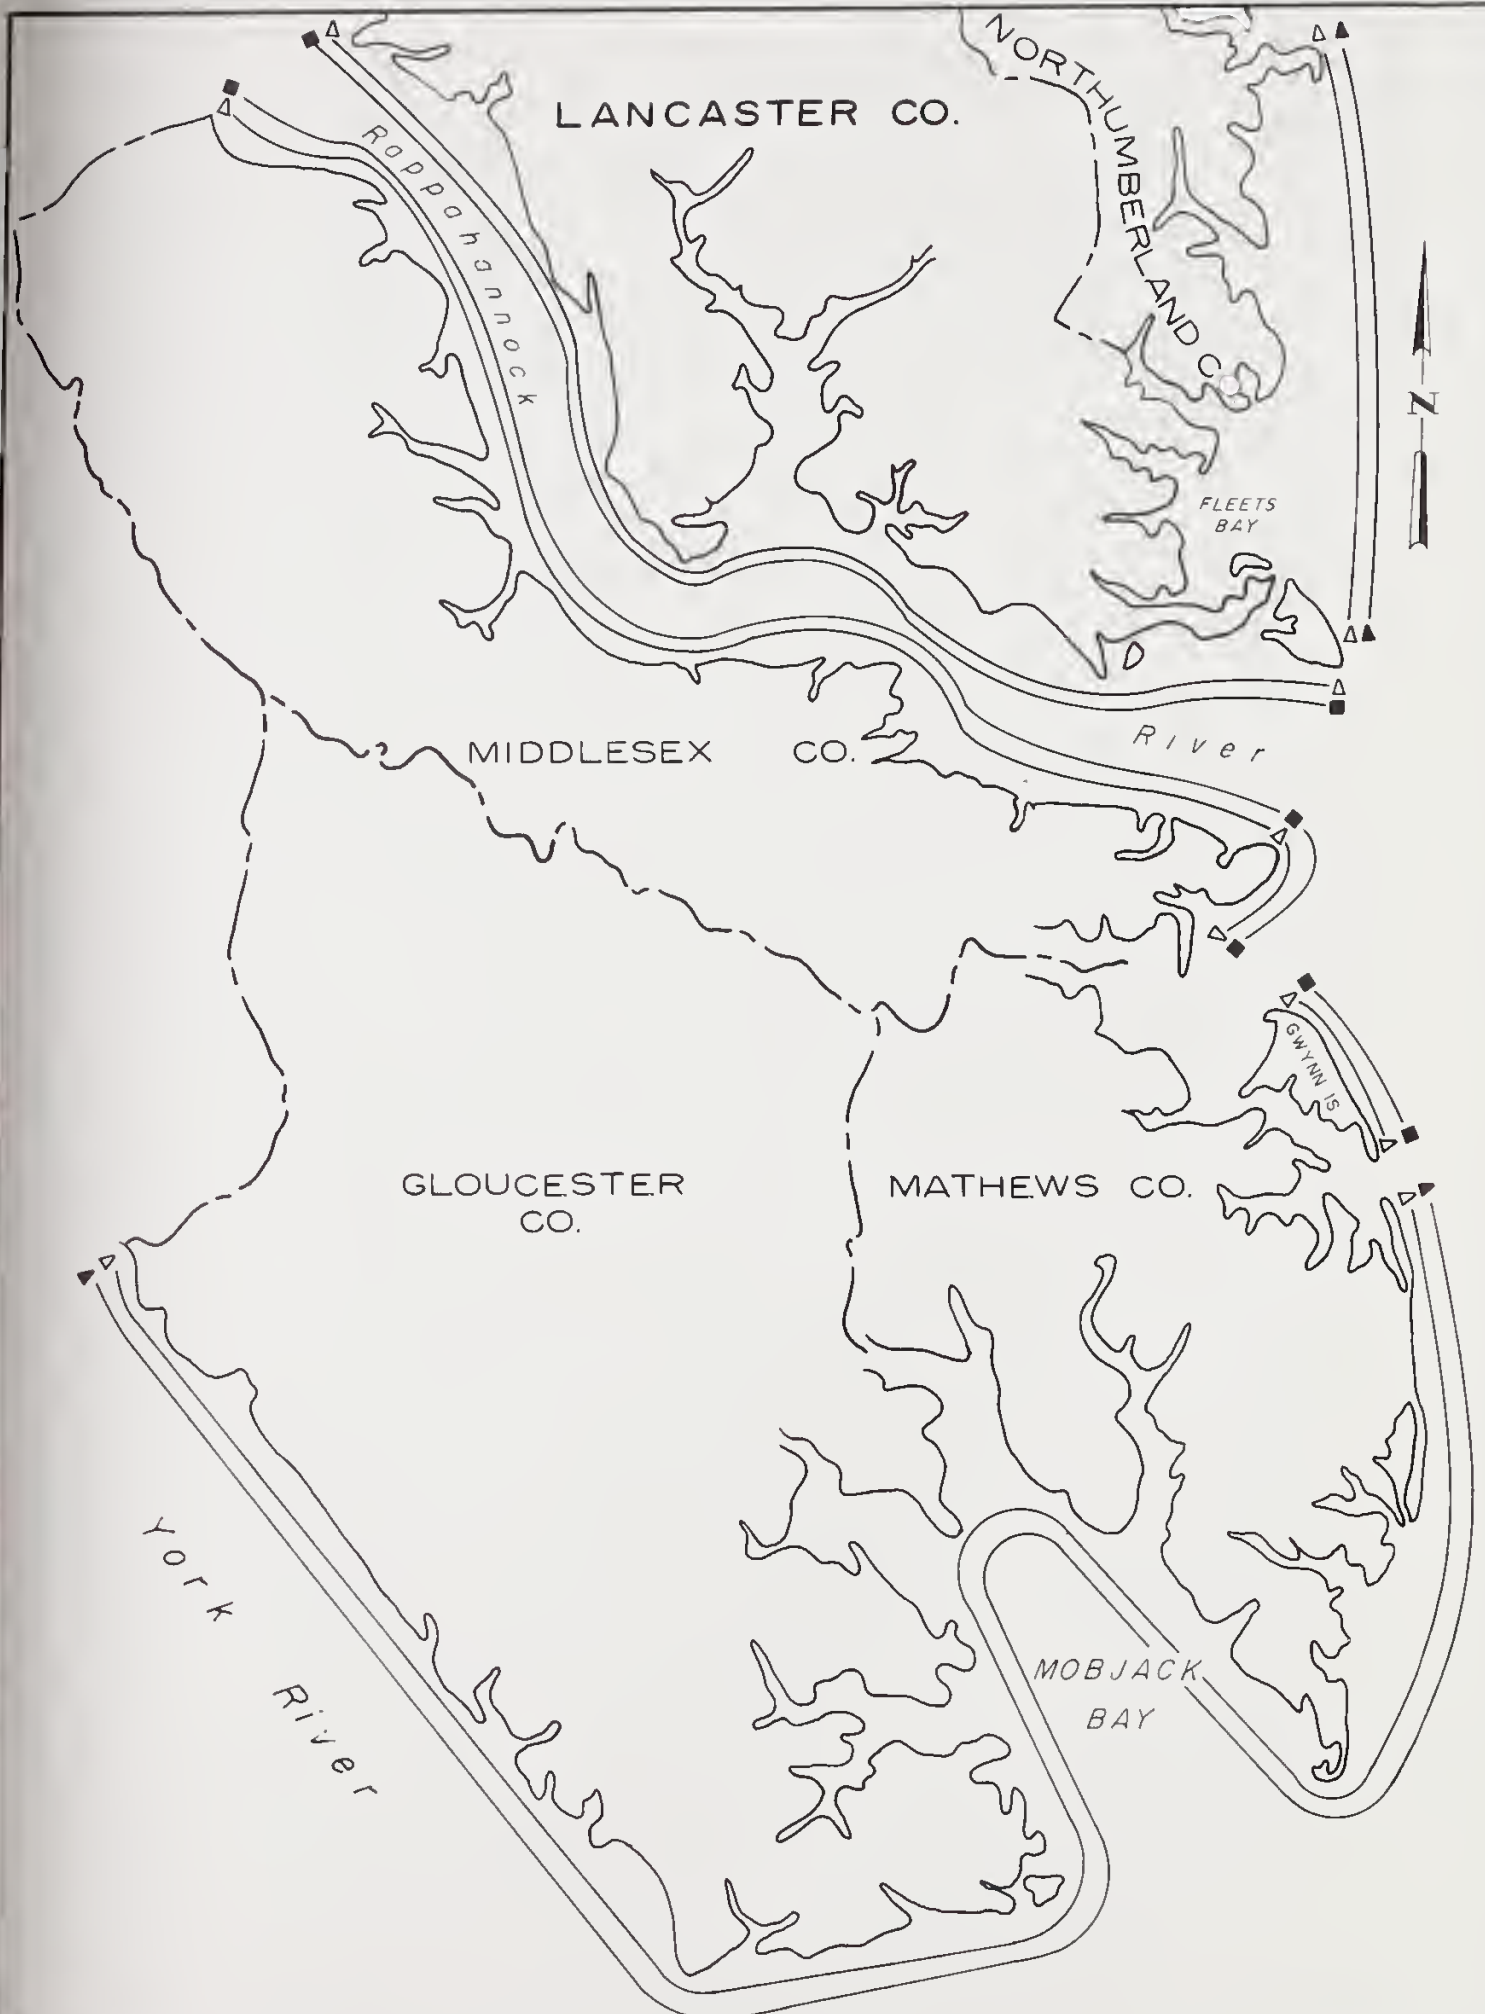 LANCASTER CO.
NORTHUMBERLAND C
Rappahannock
N
FLEETS
BAY
River
MIDDLESEX CO.
GWYNN IS
GLOUCESTER
CO.
MATHEWS CO.
York
River
MOBJACK
BAY